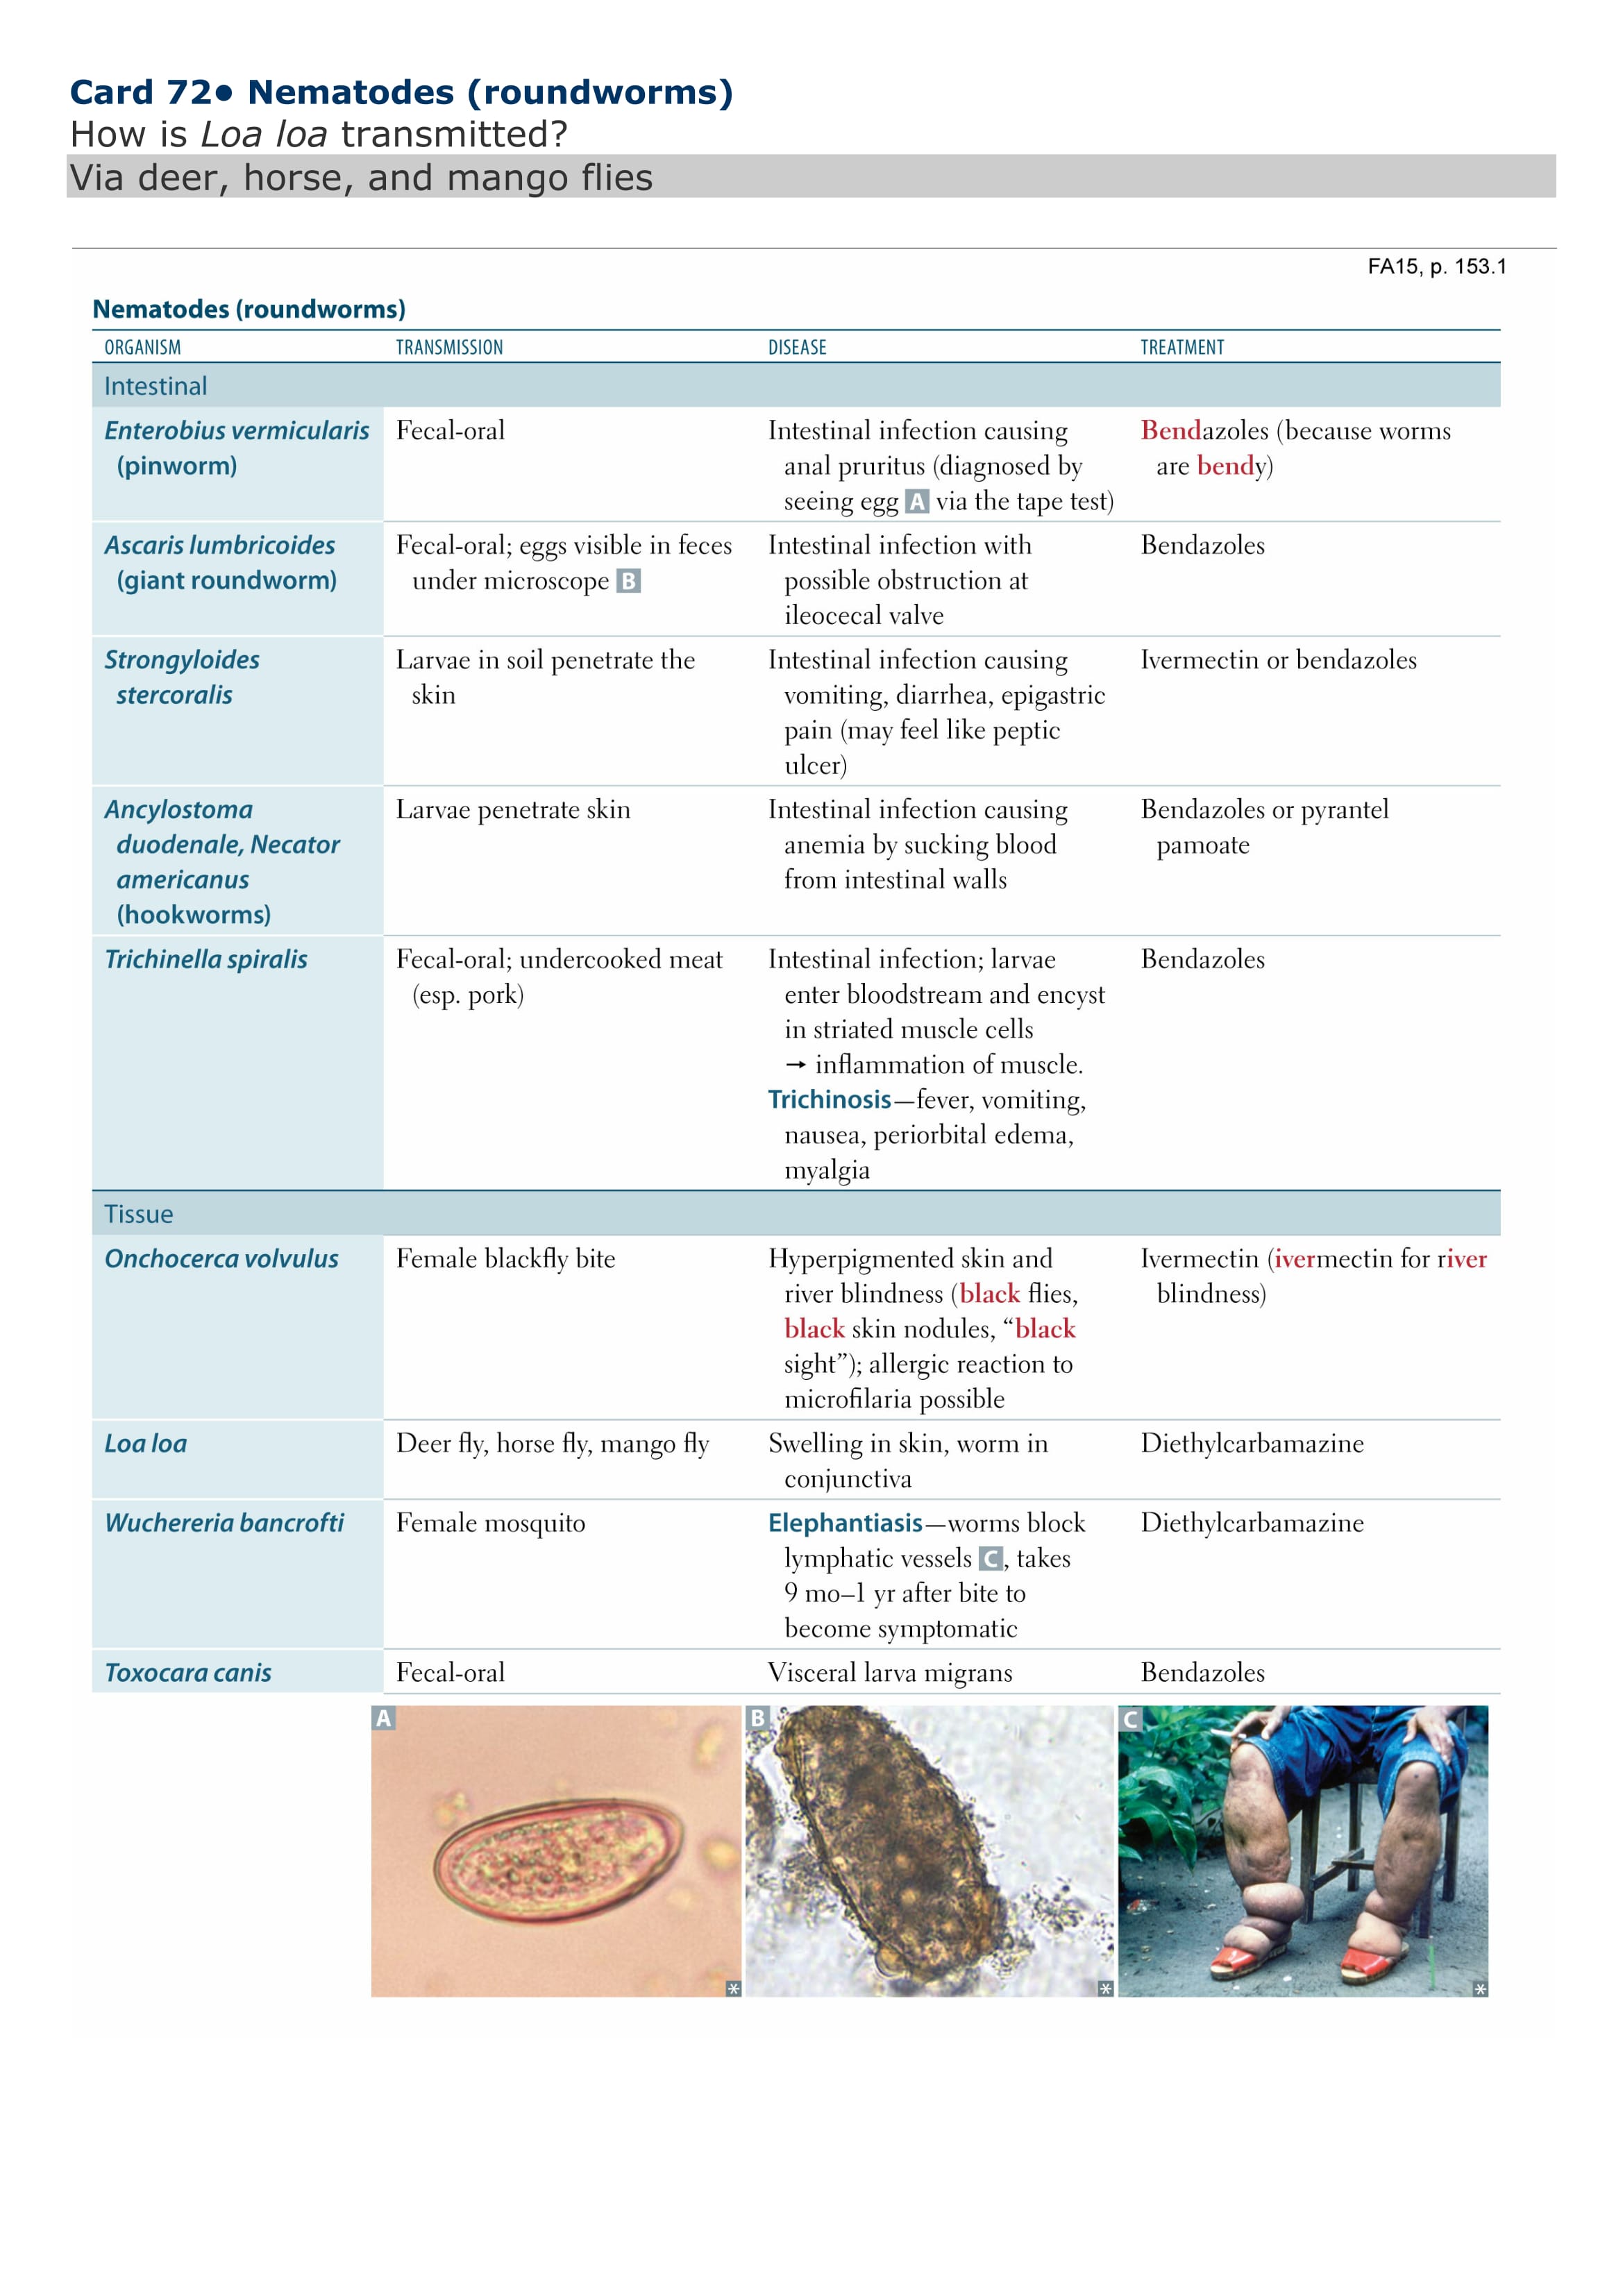 Card 72• Nematodes (roundworms)
How is Loa loa transmitted?
Via deer, horse, and mango flies
FA15, p. 153.1
Nematodes (roundworms)
ORGANISM TRANSMISSION DISEASE TREATMENT
Intestinal
Enterobius vermicularis
(pinworm)
Fecal-oral
Intestinal infection causing
anal pruritus (diagnosed by
seeing egg A via the tape test)
Bendazoles (because worms
are bendy)
Ascaris lumbricoides
(giant roundworm)
Fecal-oral; eggs visible in feces
under microscope B
Intestinal infection with
possible obstruction at
ileocecal valve
Bendazoles
Strongyloides
stercoralis
Larvae in soil penetrate the
skin
Intestinal infection causing
vomiting, diarrhea, epigastric
pain (may feel like peptic
ulcer)
Ivermectin or bendazoles
Ancylostoma
duodenale, Necator
americanus
(hookworms)
Larvae penetrate skin
Intestinal infection causing
anemia by sucking blood
from intestinal walls
Bendazoles or pyrantel
pamoate
Trichinella spiralis
Fecal-oral; undercooked meat
(esp. pork)
Intestinal infection; larvae
enter bloodstream and encyst
in striated muscle cells
→ inflammation of muscle.
Trichinosis—fever, vomiting,
nausea, periorbital edema,
myalgia
Bendazoles
Tissue
Onchocerca volvulus
Female blackfly bite
Hyperpigmented skin and
river blindness (black flies,
black skin nodules, “black
sight”); allergic reaction to
microfilaria possible
Ivermectin (ivermectin for river
blindness)
Loa loa
Deer fly, horse fly, mango fly
Swelling in skin, worm in
conjunctiva
Diethylcarbamazine
Wuchereria bancrofti
Female mosquito
Elephantiasis—worms block
lymphatic vessels C, takes
9 mo–1 yr after bite to
become symptomatic
Diethylcarbamazine
Toxocara canis
Fecal-oral
Visceral larva migrans
Bendazoles
A
B
C
*
*
*